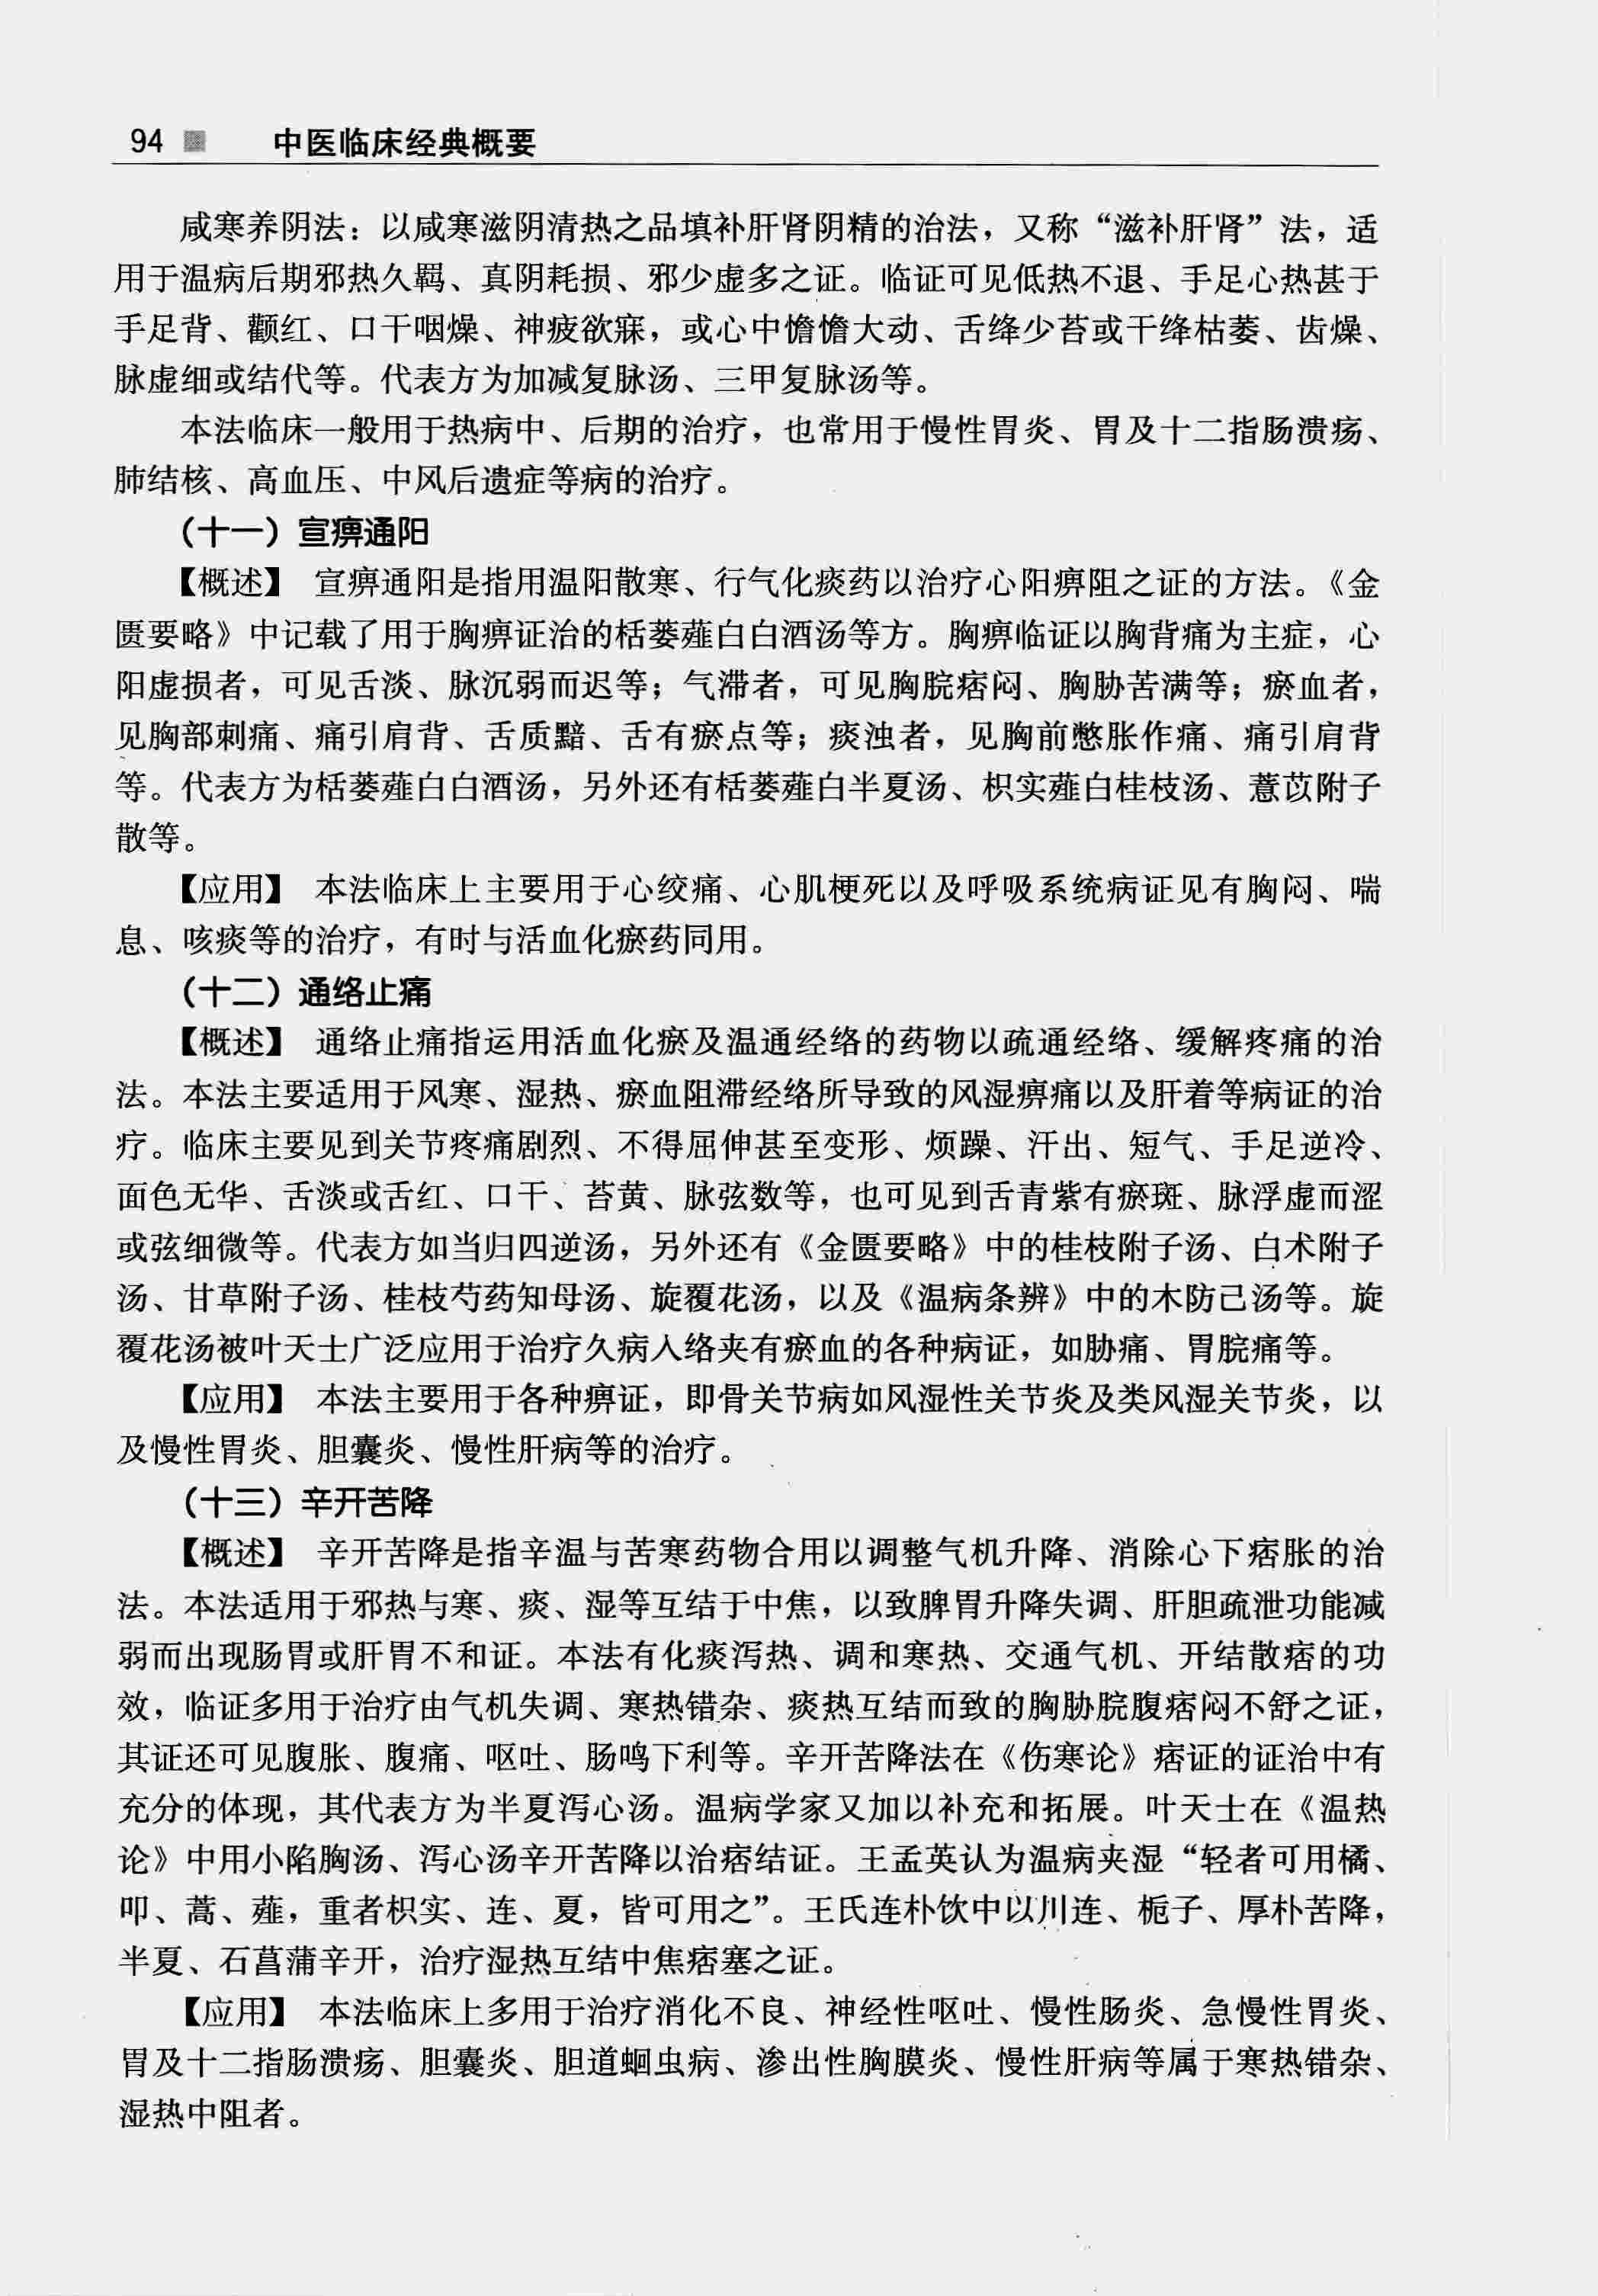 94 中医临床经典概要
咸寒养阴法：以咸寒滋阴清热之品填补肝肾阴精的治法，又称“滋补肝肾”法，适
用于温病后期邪热久羁、真阴耗损、邪少虚多之证。临证可见低热不退、手足心热甚于
手足背、颧红、口干咽燥、神疲欲寐，或心中憺憺大动、舌绛少苔或干绛枯萎、齿燥、
脉虚细或结代等。代表方为加减复脉汤、三甲复脉汤等。
本法临床一般用于热病中、后期的治疗，也常用于慢性胃炎、胃及十二指肠溃疡、
肺结核、高血压、中风后遗症等病的治疗。
（十一）宣痹通阳
【概述】 宣痹通阳是指用温阳散寒、行气化痰药以治疗心阳痹阻之证的方法。《金
匮要略》中记载了用于胸痹证治的栝蒌薤白白酒汤等方。胸痹临证以胸背痛为主症，心
阳虚损者，可见舌淡、脉沉弱而迟等；气滞者，可见胸脘痞闷、胸胁苦满等；瘀血者，
见胸部刺痛、痛引肩背、舌质黯、舌有瘀点等；痰浊者，见胸前憋胀作痛、痛引肩背
等。代表方为栝蒌薤白白酒汤，另外还有栝蒌薤白半夏汤、枳实薤白桂枝汤、薏苡附子
散等。
【应用】 本法临床上主要用于心绞痛、心肌梗死以及呼吸系统病证见有胸闷、喘
息、咳痰等的治疗，有时与活血化瘀药同用。
（十二）通络止痛
【概述】 通络止痛指运用活血化瘀及温通经络的药物以疏通经络、缓解疼痛的治
法。本法主要适用于风寒、湿热、瘀血阻滞经络所导致的风湿痹痛以及肝着等病证的治
疗。临床主要见到关节疼痛剧烈、不得屈伸甚至变形、烦躁、汗出、短气、手足逆冷、
面色无华、舌淡或舌红、口干、苔黄、脉弦数等，也可见到舌青紫有瘀斑、脉浮虚而涩
或弦细微等。代表方如当归四逆汤，另外还有《金匮要略》中的桂枝附子汤、白术附子
汤、甘草附子汤、桂枝芍药知母汤、旋覆花汤，以及《温病条辨》中的木防己汤等。旋
覆花汤被叶天士广泛应用于治疗久病入络夹有瘀血的各种病证，如胁痛、胃脘痛等。
【应用】 本法主要用于各种痹证，即骨关节病如风湿性关节炎及类风湿关节炎，以
及慢性胃炎、胆囊炎、慢性肝病等的治疗。
（十三）辛开苦降
【概述】 辛开苦降是指辛温与苦寒药物合用以调整气机升降、消除心下痞胀的治
法。本法适用于邪热与寒、痰、湿等互结于中焦，以致脾胃升降失调、肝胆疏泄功能减
弱而出现肠胃或肝胃不和证。本法有化痰泻热、调和寒热、交通气机、开结散痞的功
效，临证多用于治疗由气机失调、寒热错杂、痰热互结而致的胸胁脘腹痞闷不舒之证，
其证还可见腹胀、腹痛、呕吐、肠鸣下利等。辛开苦降法在《伤寒论》痞证的证治中有
充分的体现，其代表方为半夏泻心汤。温病学家又加以补充和拓展。叶天士在《温热
论》中用小陷胸汤、泻心汤辛开苦降以治痞结证。王孟英认为温病夹湿“轻者可用橘、
叩、蒿、薤，重者枳实、连、夏，皆可用之”。王氏连朴饮中以川连、栀子、厚朴苦降，
半夏、石菖蒲辛开，治疗湿热互结中焦痞塞之证。
【应用】 本法临床上多用于治疗消化不良、神经性呕吐、慢性肠炎、急慢性胃炎、
胃及十二指肠溃疡、胆囊炎、胆道蛔虫病、渗出性胸膜炎、慢性肝病等属于寒热错杂、
湿热中阻者。